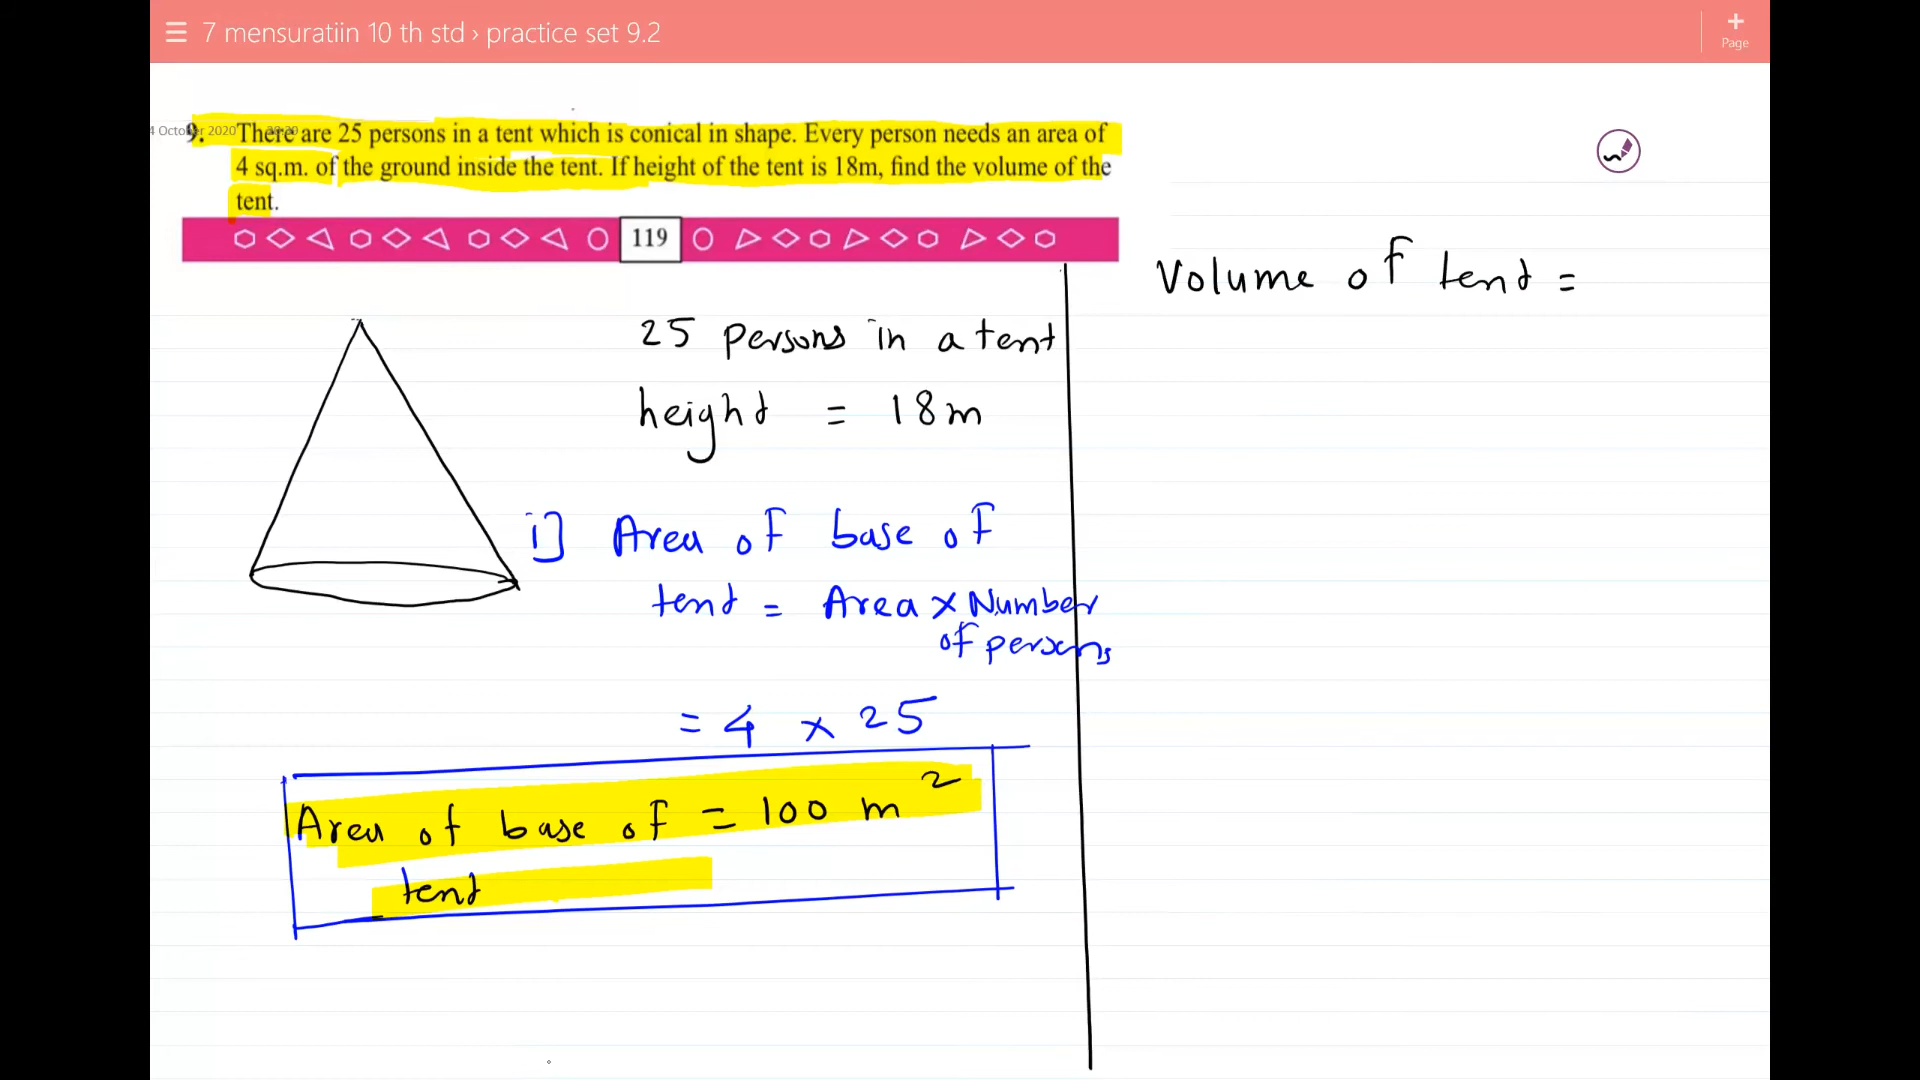 ☰ 7 mensuratiin 10 th std › practice set 9.2
+
Page
4 October 2020
9. There are 25 persons in a tent which is conical in shape. Every person needs an area of
4 sq.m. of the ground inside the tent. If height of the tent is 18m, find the volume of the
tent.
119
25 persons in a tent
height = 18m
i] Area of base of
tent = Area × Number
of persons
= 4 × 25
Area of base of = 100 m²
tent
Volume of tent =